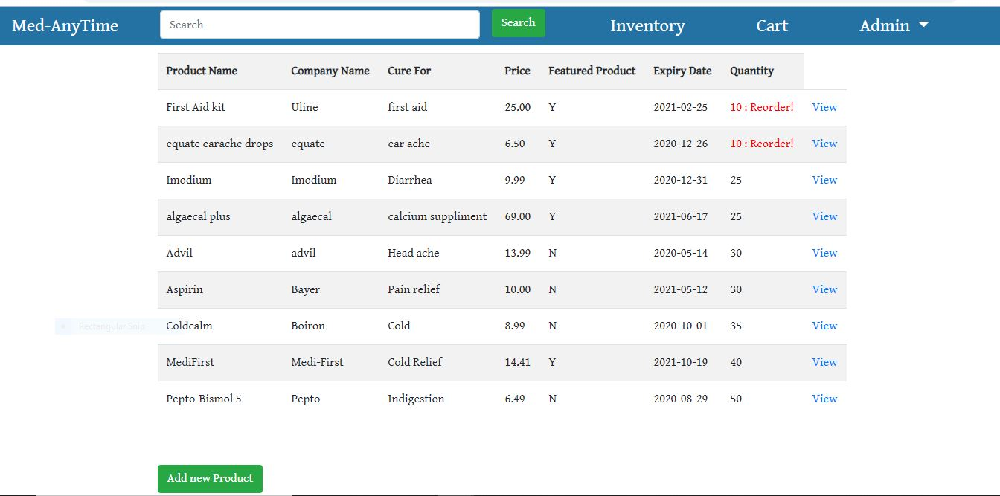 Med-AnyTime Search Search Inventory Cart Admin
Product Name Company Name Cure For Price Featured Product Expiry Date Quantity
First Aid kit Uline first aid 25.00 Y 2021-02-25 10 : Reorder! View
equate earache drops equate ear ache 6.50 Y 2020-12-26 10 : Reorder! View
Imodium Imodium Diarrhea 9.99 Y 2020-12-31 25 View
algaecal plus algaecal calcium suppliment 69.00 Y 2021-06-17 25 View
Advil advil Head ache 13.99 N 2020-05-14 30 View
Aspirin Bayer Pain relief 10.00 N 2021-05-12 30 View
Rectangular Snip Coldcalm Boiron Cold 8.99 N 2020-10-01 35 View
MediFirst Medi-First Cold Relief 14.41 Y 2021-10-19 40 View
Pepto-Bismol 5 Pepto Indigestion 6.49 N 2020-08-29 50 View
Add new Product